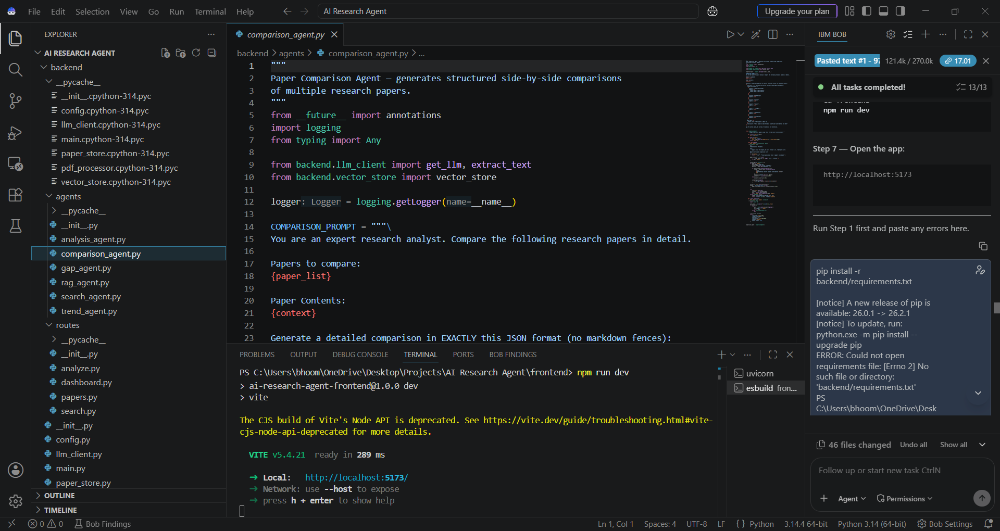 File Edit Selection View Go Run Terminal Help
AI Research Agent
Upgrade your plan
EXPLORER
AI RESEARCH AGENT
backend
__pycache__
__init__.cpython-314.pyc
config.cpython-314.pyc
llm_client.cpython-314.pyc
main.cpython-314.pyc
paper_store.cpython-314.pyc
pdf_processor.cpython-314.pyc
vector_store.cpython-314.pyc
agents
__pycache__
__init__.py
analysis_agent.py
comparison_agent.py
gap_agent.py
rag_agent.py
search_agent.py
trend_agent.py
routes
__pycache__
__init__.py
analyze.py
dashboard.py
papers.py
search.py
__init__.py
config.py
llm_client.py
main.py
paper_store.py
OUTLINE
TIMELINE
comparison_agent.py
backend > agents > comparison_agent.py > ...
1 """
2 Paper Comparison Agent — generates structured side-by-side comparisons
3 of multiple research papers.
4 """
5 from __future__ import annotations
6 import logging
7 from typing import Any
8
9 from backend.llm_client import get_llm, extract_text
10 from backend.vector_store import vector_store
11
12 logger: Logger = logging.getLogger(name=__name__)
13
14 COMPARISON_PROMPT = """\
15 You are an expert research analyst. Compare the following research papers in detail.
16
17 Papers to compare:
18 {paper_list}
19
20 Paper Contents:
21 {context}
22
23 Generate a detailed comparison in EXACTLY this JSON format (no markdown fences):
PROBLEMS OUTPUT DEBUG CONSOLE TERMINAL PORTS BOB FINDINGS
PS C:\Users\bhoom\OneDrive\Desktop\Projects\AI Research Agent\frontend> npm run dev
> ai-research-agent-frontend@1.0.0 dev
> vite
The CJS build of Vite's Node API is deprecated. See https://vite.dev/guide/troubleshooting.html#vite-
cjs-node-api-deprecated for more details.
VITE v5.4.21 ready in 289 ms
➜ Local: http://localhost:5173/
➜ Network: use --host to expose
➜ press h + enter to show help
uvicorn
esbuild fron...
IBM BOB
Pasted text #1 - 97 121.4k / 270.0k 17.01
All tasks completed! 13/13
npm run dev
Step 7 — Open the app:
http://localhost:5173
Run Step 1 first and paste any errors here.
pip install -r
backend/requirements.txt
[notice] A new release of pip is
available: 26.0.1 -> 26.2.1
[notice] To update, run:
python.exe -m pip install --
upgrade pip
ERROR: Could not open
requirements file: [Errno 2] No
such file or directory:
'backend/requirements.txt'
PS
C:\Users\bhoom\OneDrive\Desk
46 files changed Undo all Show all
Follow up or start new task CtrlN
Agent Permissions
0 0 Bob Findings
Ln 1, Col 1 Spaces: 4 UTF-8 LF { } Python 3.14.4 64-bit Python 3.14 (64-bit) Bob Settings